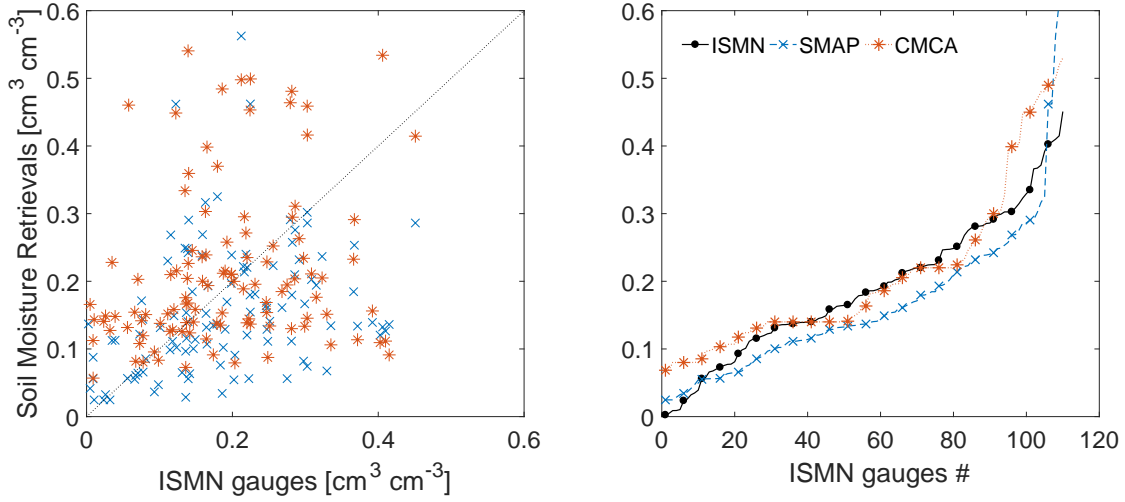 Soil Moisture Retrievals [cm³ cm⁻³]
0.6
0.5
0.4
0.3
0.2
0.1
0
0 0.2 0.4 0.6
ISMN gauges [cm³ cm⁻³]
ISMN SMAP CMCA
0.6
0.5
0.4
0.3
0.2
0.1
0
0 20 40 60 80 100 120
ISMN gauges #